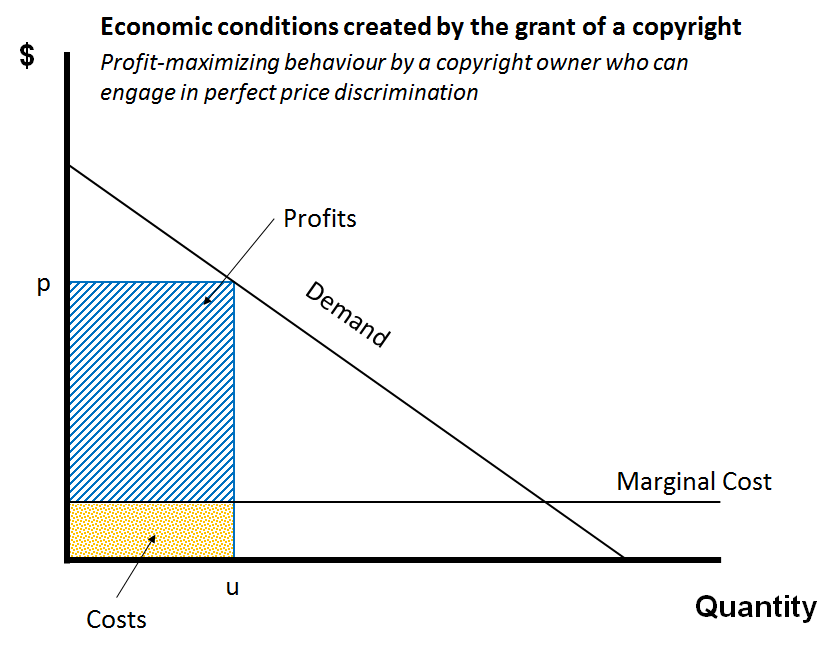 Economic conditions created by the grant of a copyright
$
Profit-maximizing behaviour by a copyright owner who can
engage in perfect price discrimination
Profits
p
Demand
Marginal Cost
u
Quantity
Costs